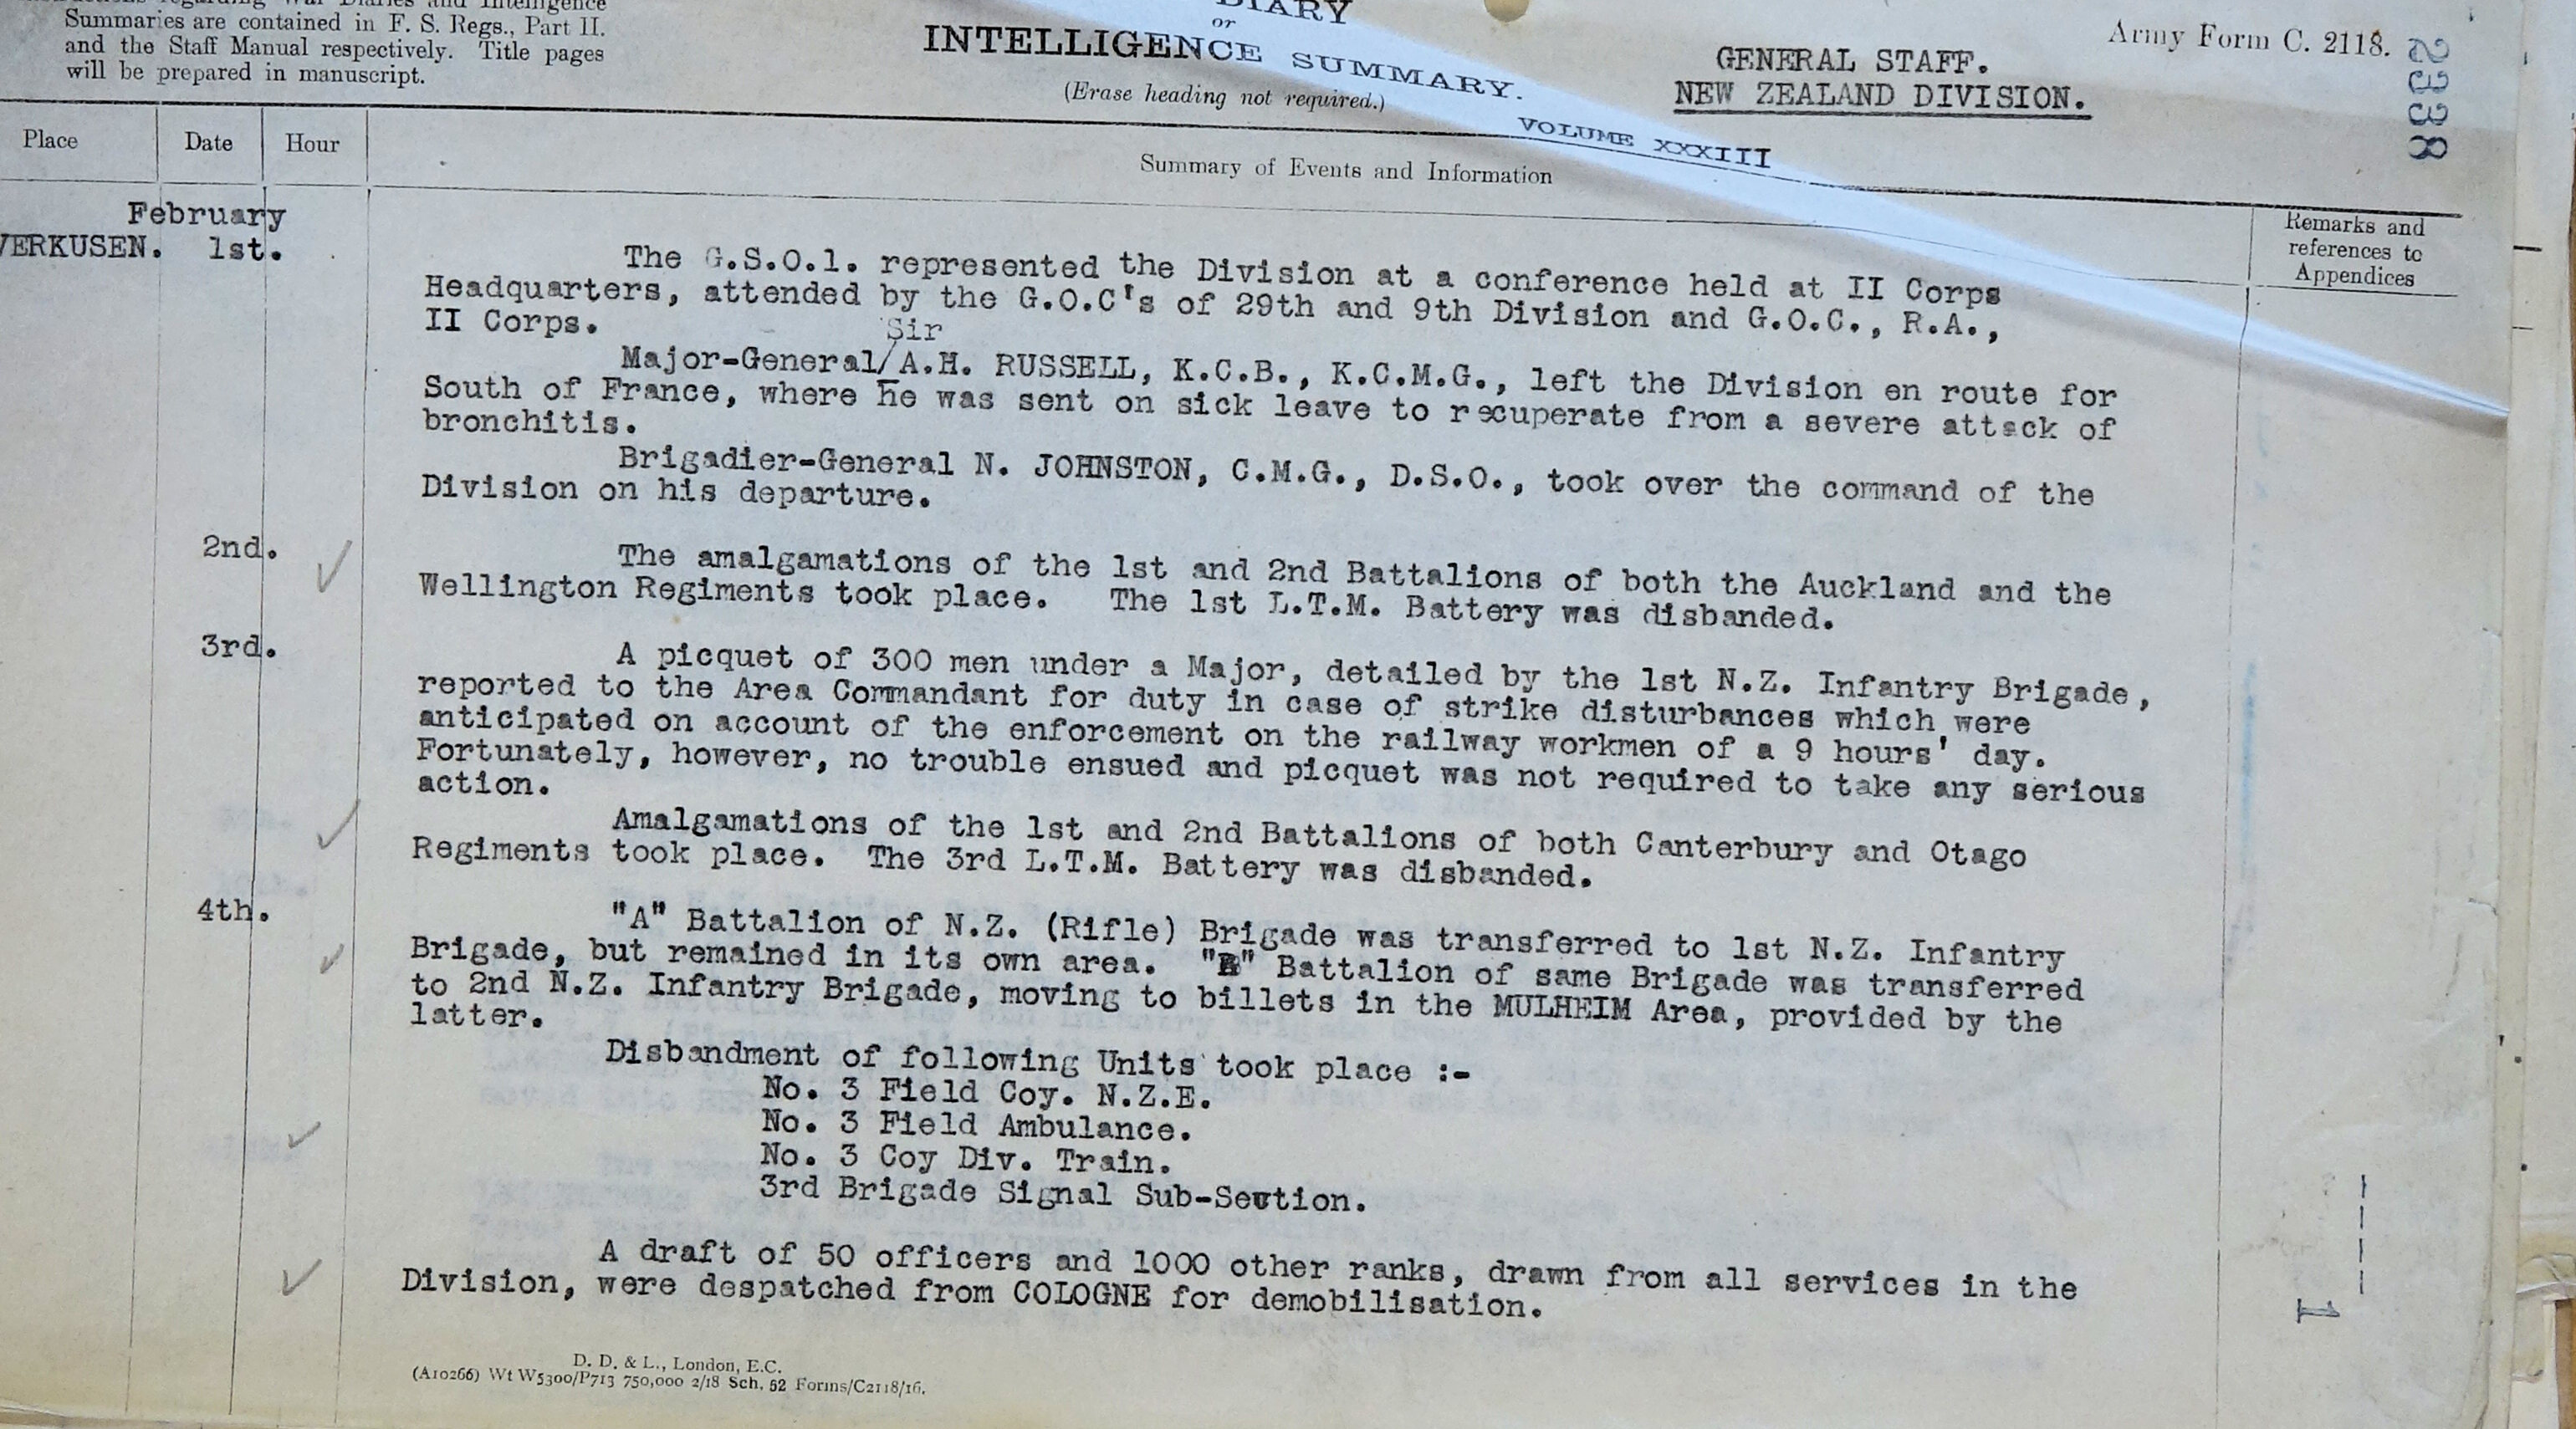 Summaries are contained in F. S. Regs., Part II.
and the Staff Manual respectively. Title pages
will be prepared in manuscript.
DIARY
or
INTELLIGENCE SUMMARY.
(Erase heading not required.)
VOLUME XXXIII
GENERAL STAFF.
NEW ZEALAND DIVISION.
Army Form C. 2118.
2338
Place
Date
Hour
Summary of Events and Information
Remarks and
references to
Appendices
February
VERKUSEN. 1st.
The G.S.O.1. represented the Division at a conference held at II Corps
Headquarters, attended by the G.O.C's of 29th and 9th Division and G.O.C., R.A.,
II Corps.
Sir
Major-General/A.H. RUSSELL, K.C.B., K.C.M.G., left the Division en route for
South of France, where he was sent on sick leave to recuperate from a severe attack of
bronchitis.
Brigadier-General N. JOHNSTON, C.M.G., D.S.O., took over the command of the
Division on his departure.
2nd.
The amalgamations of the 1st and 2nd Battalions of both the Auckland and the
Wellington Regiments took place. The 1st L.T.M. Battery was disbanded.
3rd.
A picquet of 300 men under a Major, detailed by the 1st N.Z. Infantry Brigade,
reported to the Area Commandant for duty in case of strike disturbances which were
anticipated on account of the enforcement on the railway workmen of a 9 hours' day.
Fortunately, however, no trouble ensued and picquet was not required to take any serious
action.
Amalgamations of the 1st and 2nd Battalions of both Canterbury and Otago
Regiments took place. The 3rd L.T.M. Battery was disbanded.
4th.
"A" Battalion of N.Z. (Rifle) Brigade was transferred to 1st N.Z. Infantry
Brigade, but remained in its own area. "B" Battalion of same Brigade was transferred
to 2nd N.Z. Infantry Brigade, moving to billets in the MULHEIM Area, provided by the
latter.
Disbandment of following Units took place :-
No. 3 Field Coy. N.Z.E.
No. 3 Field Ambulance.
No. 3 Coy Div. Train.
3rd Brigade Signal Sub-Section.
A draft of 50 officers and 1000 other ranks, drawn from all services in the
Division, were despatched from COLOGNE for demobilisation.
1
D. D. & L., London, E.C.
(A10266) Wt W5300/P713 750,000 2/18 Sch. 52 Forms/C2118/16.